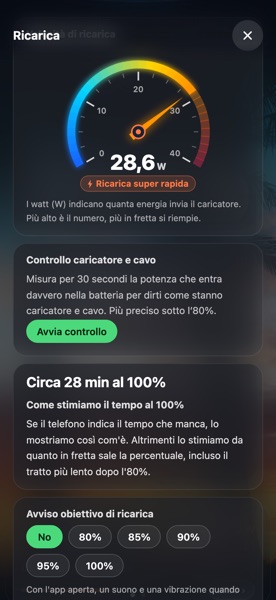 Ricarica
di ricarica
20
10
30
0
40
28,6 W
Ricarica super rapida
I watt (W) indicano quanta energia invia il caricatore.
Più alto è il numero, più in fretta si riempie.
Controllo caricatore e cavo
Misura per 30 secondi la potenza che entra
davvero nella batteria per dirti come stanno
caricatore e cavo. Più preciso sotto l'80%.
Avvia controllo
Circa 28 min al 100%
Come stimiamo il tempo al 100%
Se il telefono indica il tempo che manca, lo
mostriamo così com'è. Altrimenti lo stimiamo da
quanto in fretta sale la percentuale, incluso il
tratto più lento dopo l'80%.
Avviso obiettivo di ricarica
No 80% 85% 90%
95% 100%
Con l'app aperta, un suono e una vibrazione quando